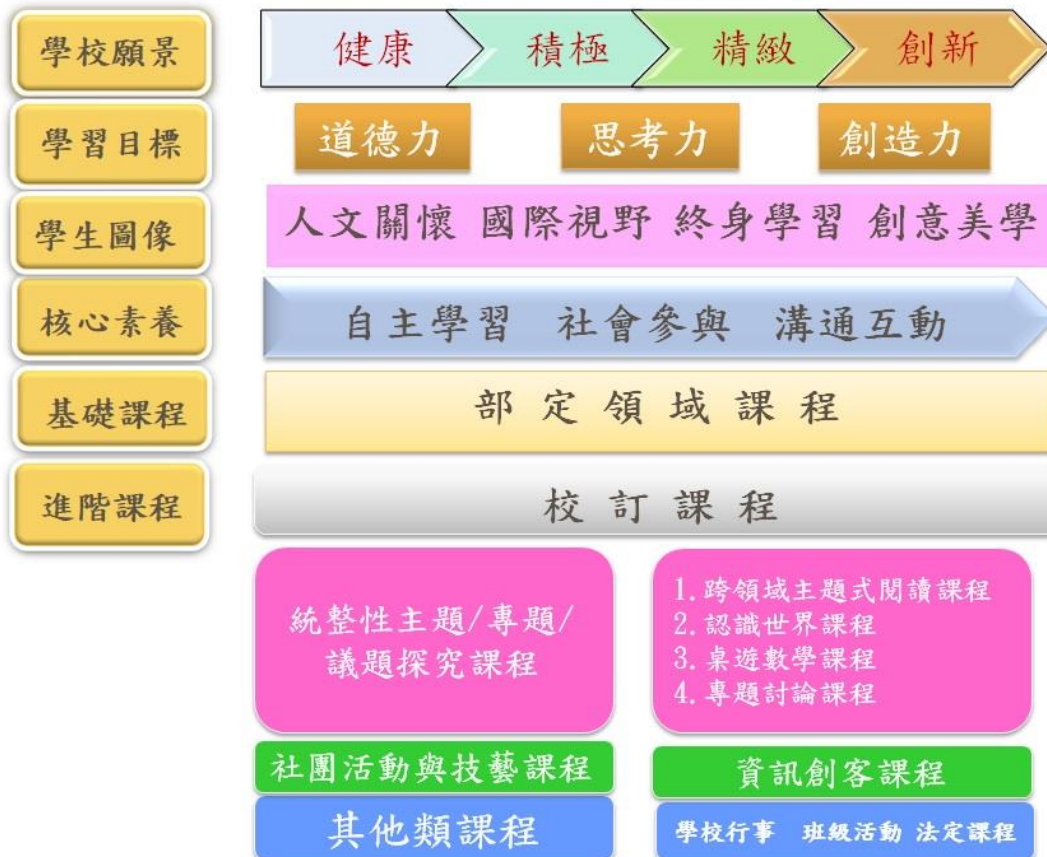 學校願景
健康 積極 精緻 創新
學習目標
道德力 思考力 創造力
學生圖像
人文關懷 國際視野 終身學習 創意美學
核心素養
自主學習 社會參與 溝通互動
基礎課程
部定領域課程
進階課程
校訂課程
統整性主題/專題/
議題探究課程
1.跨領域主題式閱讀課程
2.認識世界課程
3.桌遊數學課程
4.專題討論課程
社團活動與技藝課程
資訊創客課程
其他類課程
學校行事 班級活動 法定課程